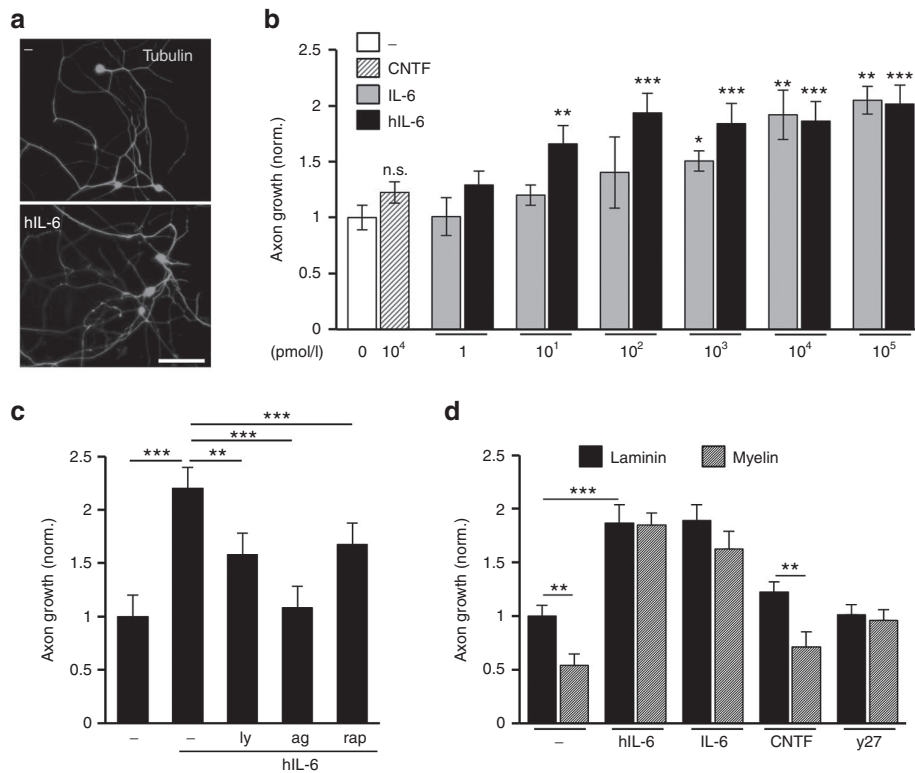 a
–
Tubulin
hIL-6
b
Axon growth (norm.)
2.5
2
1.5
1
0.5
0
–
CNTF
IL-6
hIL-6
n.s.
**
***
*
***
**
***
**
***
(pmol/l)
0 10⁴ 1 10¹ 10² 10³ 10⁴ 10⁵
c
Axon growth (norm.)
2.5
2
1.5
1
0.5
0
***
***
*** **
– – ly ag rap
hIL-6
d
Axon growth (norm.)
2.5
2
1.5
1
0.5
0
Laminin Myelin
***
**
**
– hIL-6 IL-6 CNTF y27